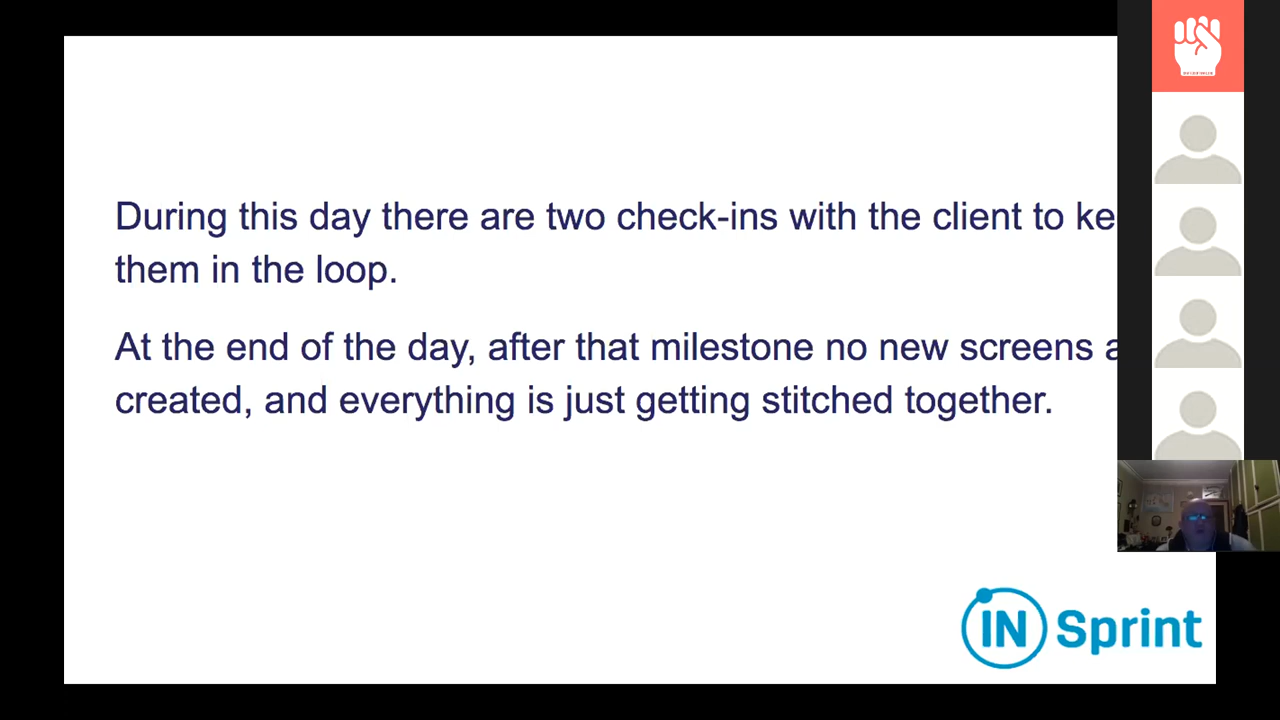 During this day there are two check-ins with the client to ke
them in the loop.
At the end of the day, after that milestone no new screens a
created, and everything is just getting stitched together.
IN Sprint